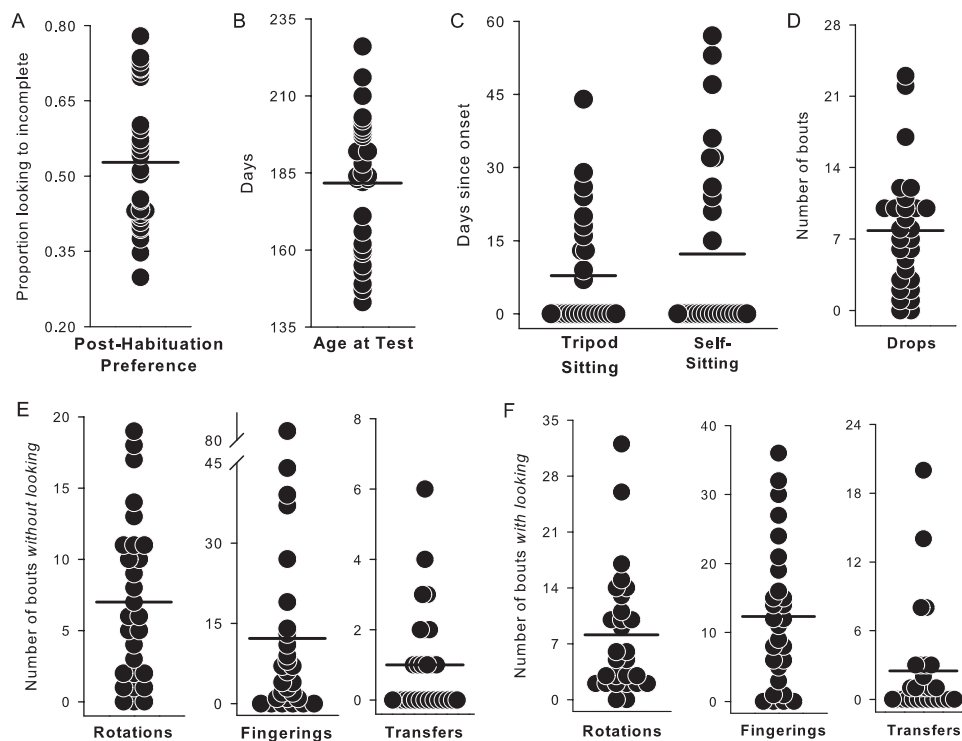 A
Proportion looking to incomplete
0.80
0.65
0.50
0.35
0.20
Post-Habituation
Preference
B
Days
235
210
185
160
135
Age at Test
C
Days since onset
60
45
30
15
0
Tripod
Sitting
Self-
Sitting
D
Number of bouts
28
21
14
7
0
Drops
E
Number of bouts without looking
20
15
10
5
0
Rotations
80
45
30
15
0
Fingerings
8
6
4
2
0
Transfers
F
Number of bouts with looking
35
28
21
14
7
0
Rotations
40
30
20
10
0
Fingerings
24
18
12
6
0
Transfers